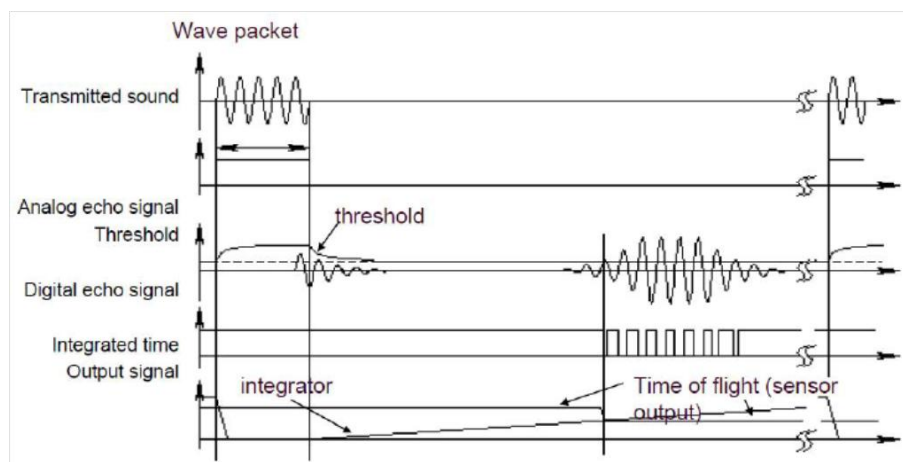 Wave packet
Transmitted sound
Analog echo signal
Threshold
threshold
Digital echo signal
Integrated time
Output signal
integrator
Time of flight (sensor
output)